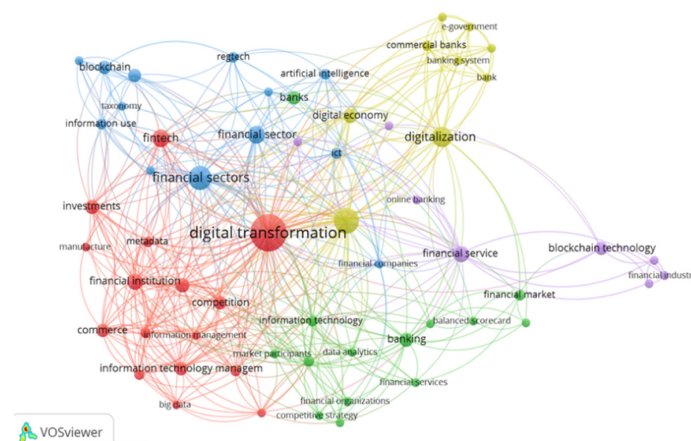 e-government
commercial banks
banking system
bank
regtech
blockchain
artificial intelligence
taxonomy
banks
digital economy
information use
fintech
financial sector
digitalization
ict
financial sectors
online banking
investments
digital transformation
manufacture
metadata
financial service
blockchain technology
financial companies
financial industr
financial institution
competition
financial market
commerce
information management
information technology
balanced scorecard
banking
market participants
data analytics
information technology managem
financial services
big data
financial organizations
competitive strategy
VOSviewer